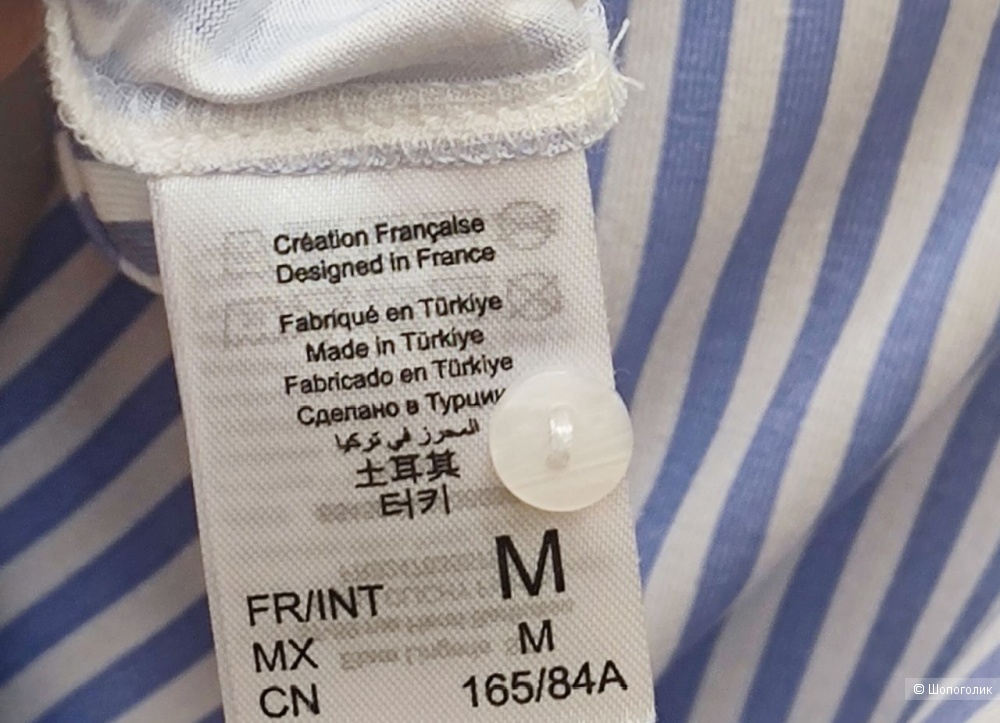 Création Française
Designed in France
Fabriqué en Türkiye
Made in Türkiye
Fabricado en Türkiye
Сделано в Турции
في تركيا
土耳其
터키
M
FR/INT
MX M
CN 165/84A
© Шопоголик